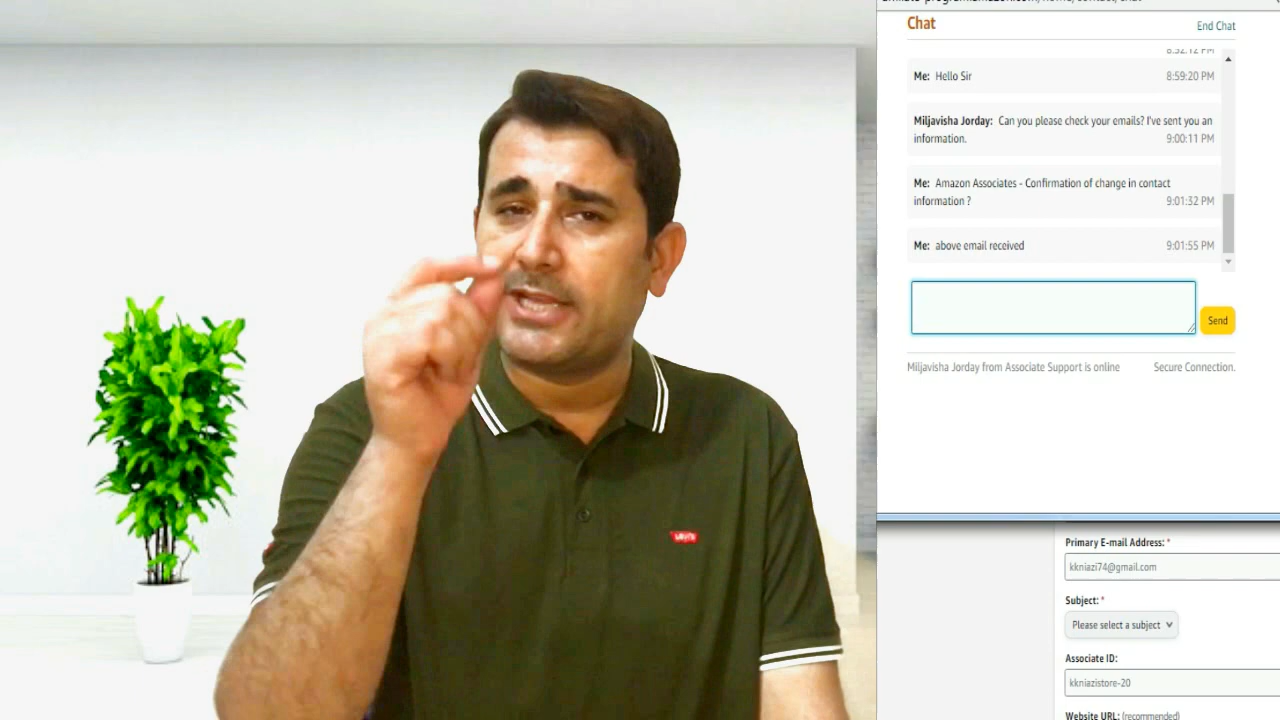 Chat
End Chat
Me: Hello Sir 8:59:20 PM
Miljavisha Jorday: Can you please check your emails? I've sent you an
information. 9:00:11 PM
Me: Amazon Associates - Confirmation of change in contact
information ? 9:01:32 PM
Me: above email received 9:01:55 PM
Send
Miljavisha Jorday from Associate Support is online Secure Connection.
Primary E-mail Address: *
kkniazi74@gmail.com
Subject: *
Please select a subject
Associate ID:
kkniazistore-20
Website URL: (recommended)
Levi's